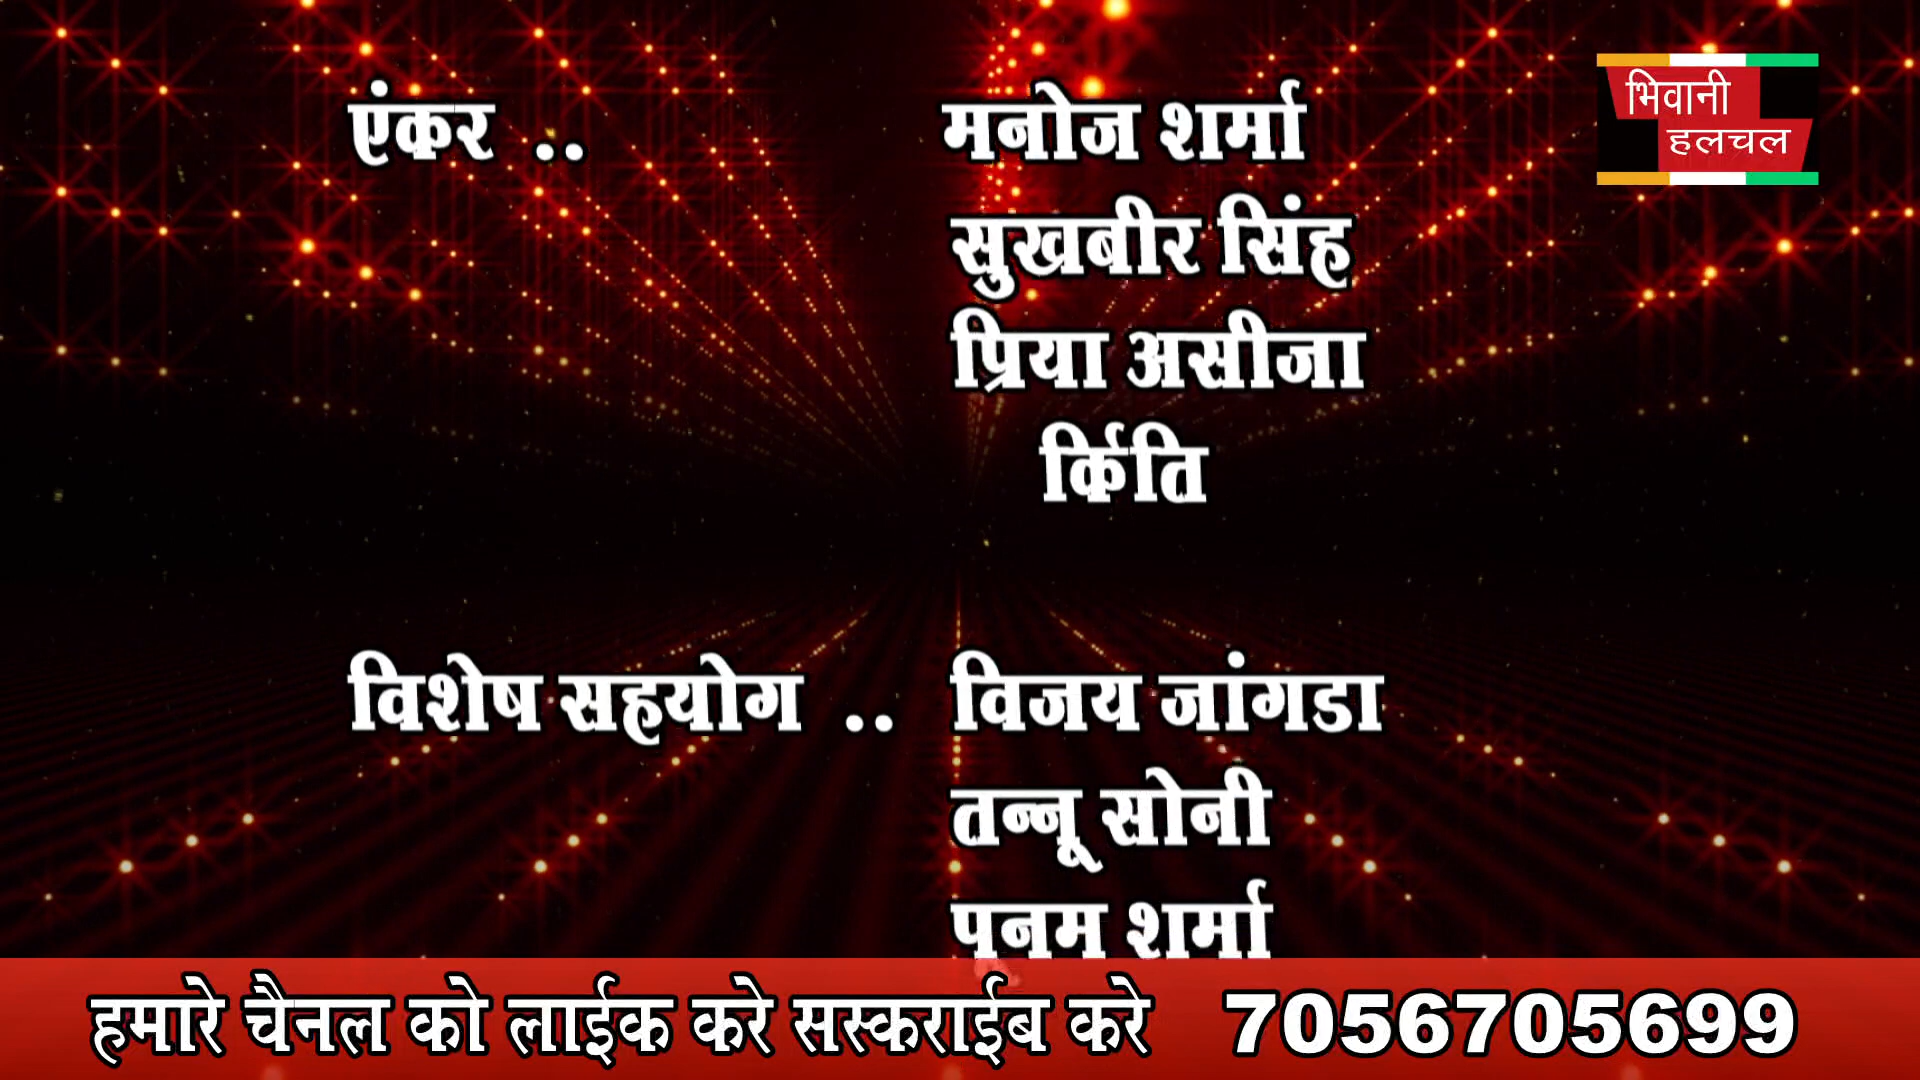 एंकर .. मनोज शर्मा
सुखबीर सिंह
प्रिया असीजा
र्किति
विशेष सहयोग .. विजय जांगडा
तन्नू सोनी
पूनम शर्मा
भिवानी
हलचल
हमारे चैनल को लाईक करे सस्कराईब करे 7056705699